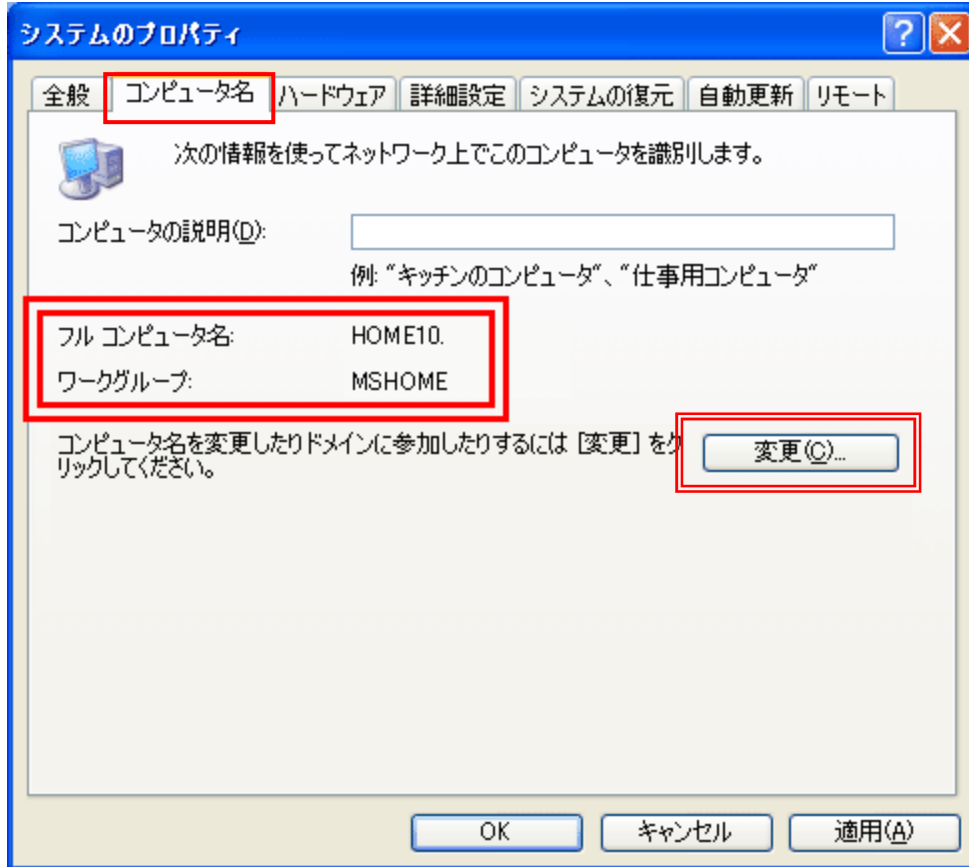 システムのプロパティ
全般 コンピュータ名 ハードウェア 詳細設定 システムの復元 自動更新 リモート
次の情報を使ってネットワーク上でこのコンピュータを識別します。
コンピュータの説明(D):
例: "キッチンのコンピュータ"、"仕事用コンピュータ"
フル コンピュータ名: HOME10.
ワークグループ: MSHOME
コンピュータ名を変更したりドメインに参加したりするには [変更] をク
リックしてください。
変更(C)...
OK キャンセル 適用(A)